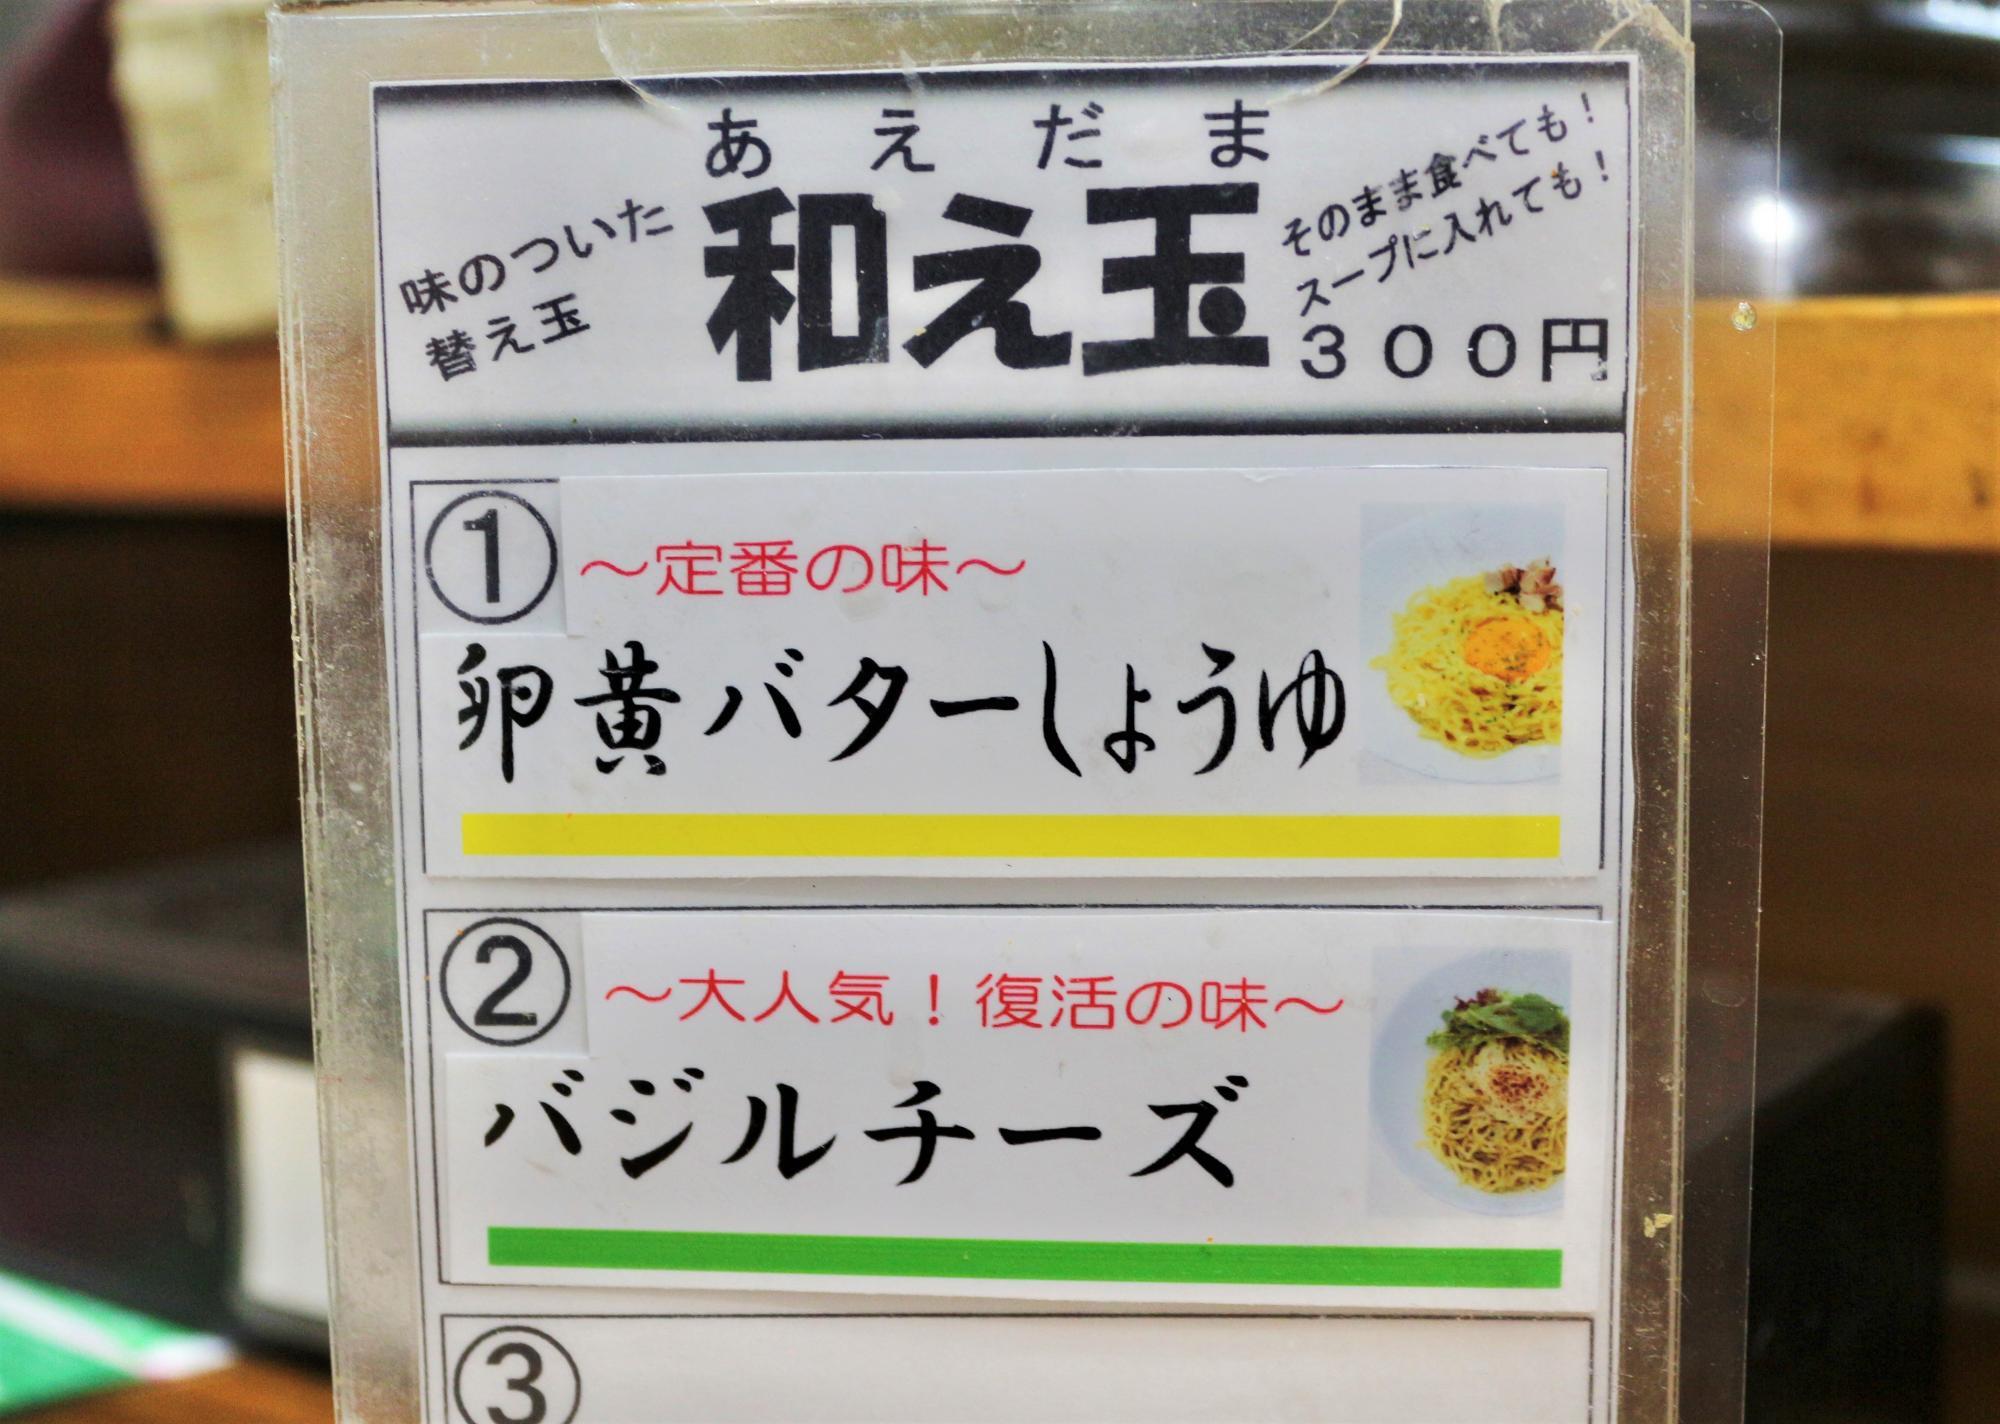 あえだま
味のついた
替え玉
和え玉
そのまま食べても！
スープに入れても！
３００円
①
～定番の味～
卵黄バターしょうゆ
②
～大人気！復活の味～
バジルチーズ
③